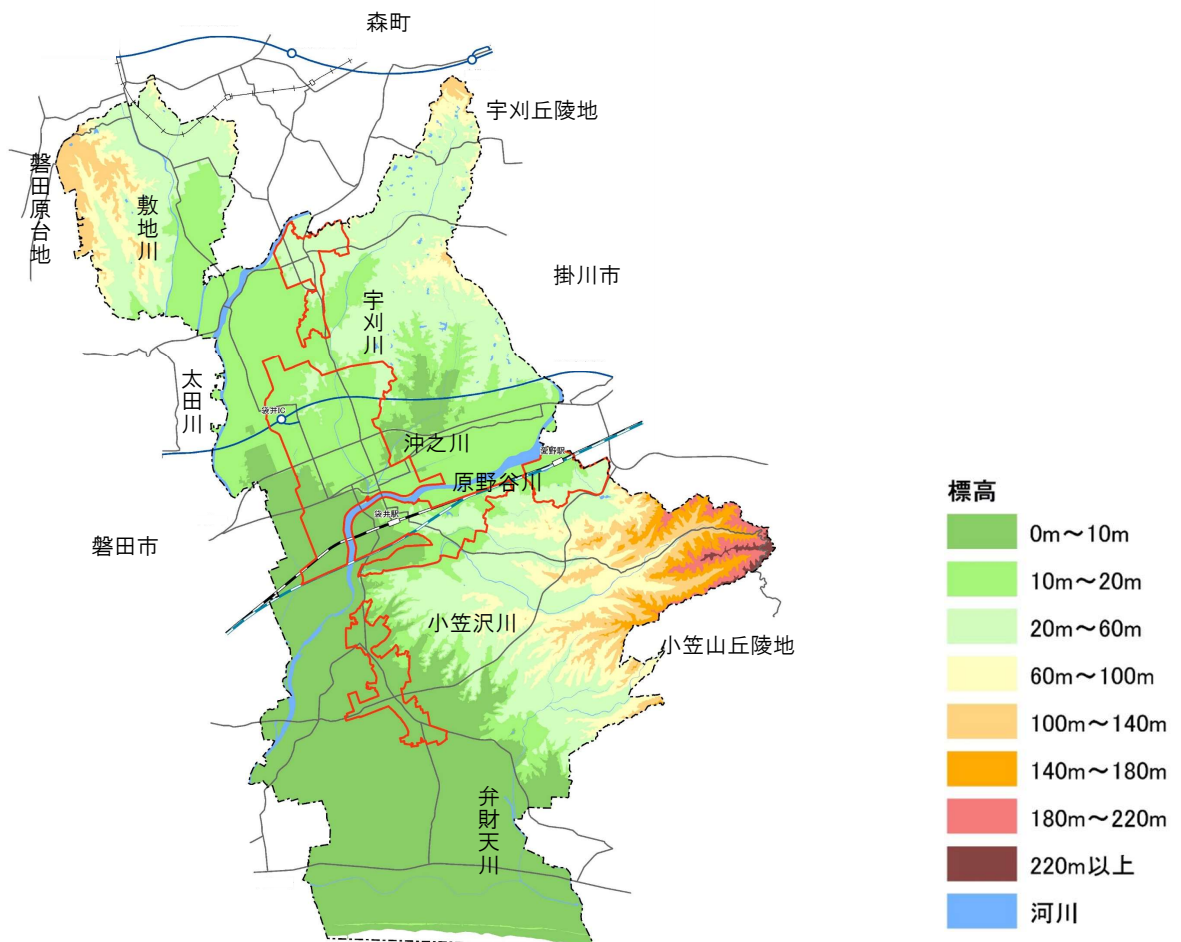 森町
宇刈丘陵地
磐田原台地
敷地川
掛川市
宇刈川
太田川
袋井IC
沖之川
愛野駅
原野谷川
袋井駅
磐田市
小笠沢川
小笠山丘陵地
弁財天川
標高
0m～10m
10m～20m
20m～60m
60m～100m
100m～140m
140m～180m
180m～220m
220m以上
河川